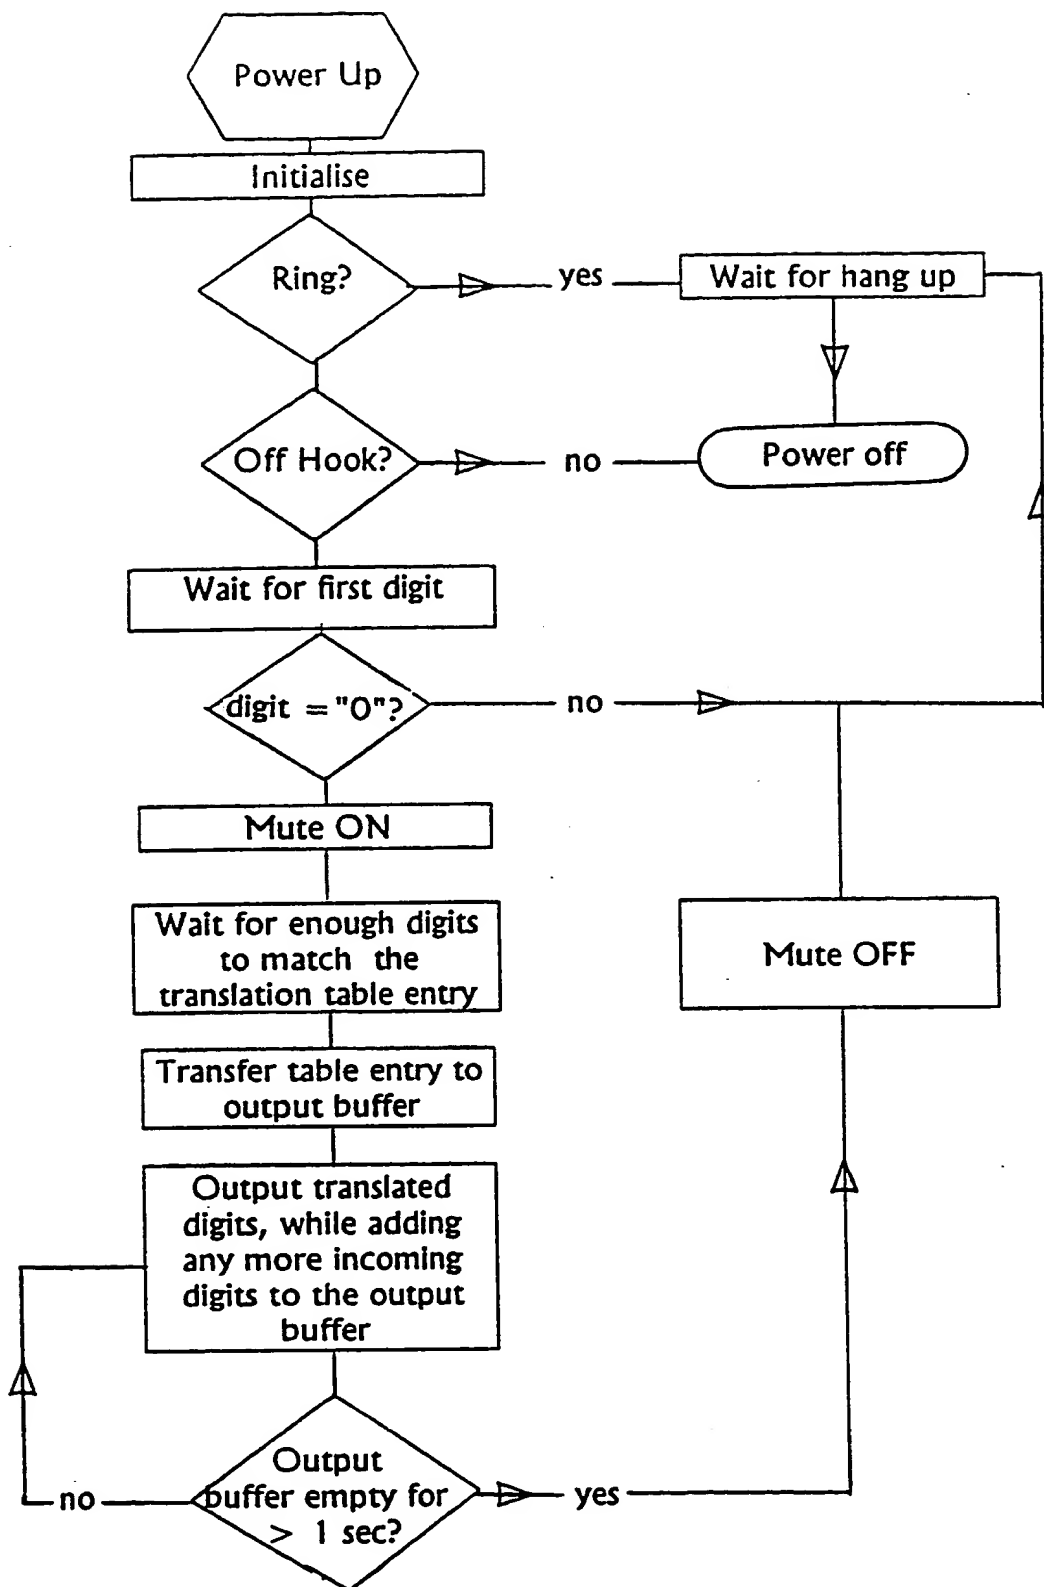 Power Up
Initialise
Ring?
yes
Wait for hang up
Off Hook?
no
Power off
Wait for first digit
digit = "0"?
no
Mute ON
Wait for enough digits
to match the
translation table entry
Mute OFF
Transfer table entry to
output buffer
Output translated
digits, while adding
any more incoming
digits to the output
buffer
Output
buffer empty for
> 1 sec?
no
yes